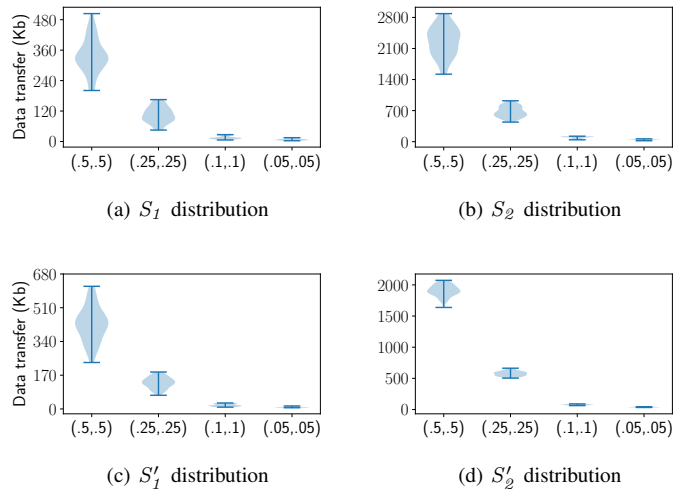 Data transfer (Kb)
480
360
240
120
0
(.5,.5) (.25,.25) (.1,.1) (.05,.05)
(a) S₁ distribution
2800
2100
1400
700
0
(.5,.5) (.25,.25) (.1,.1) (.05,.05)
(b) S₂ distribution
Data transfer (Kb)
680
510
340
170
0
(.5,.5) (.25,.25) (.1,.1) (.05,.05)
(c) S′₁ distribution
2000
1500
1000
500
0
(.5,.5) (.25,.25) (.1,.1) (.05,.05)
(d) S′₂ distribution